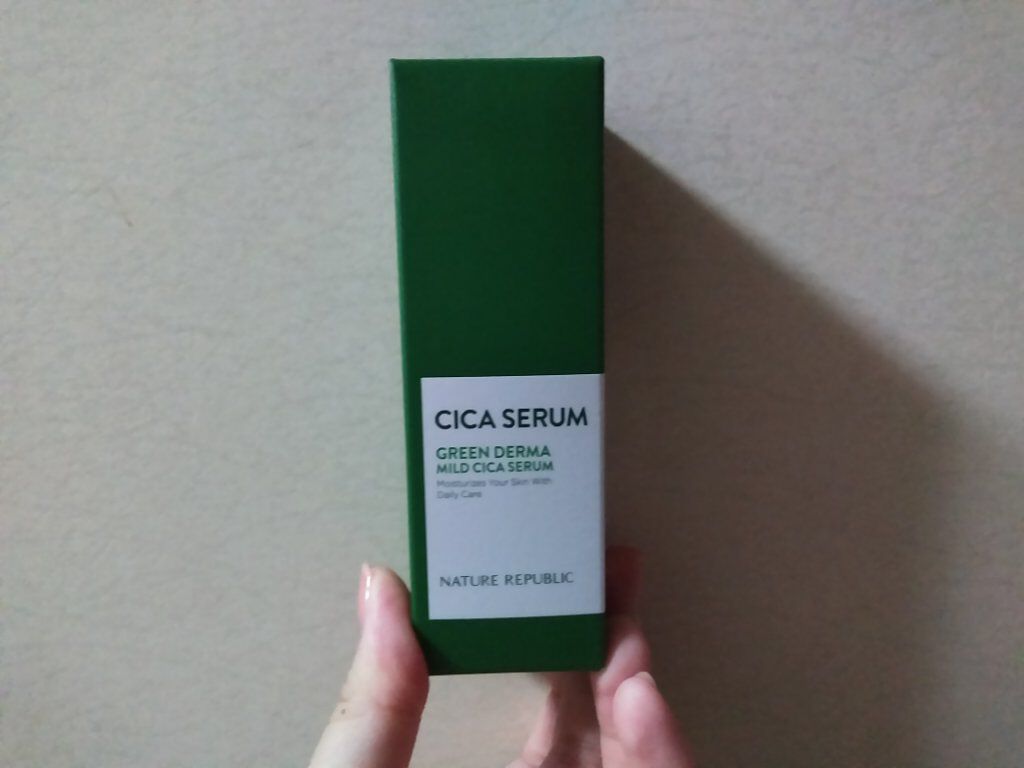 CICA SERUM
GREEN DERMA
MILD CICA SERUM
Moisturizes Your Skin With
Daily Care
NATURE REPUBLIC